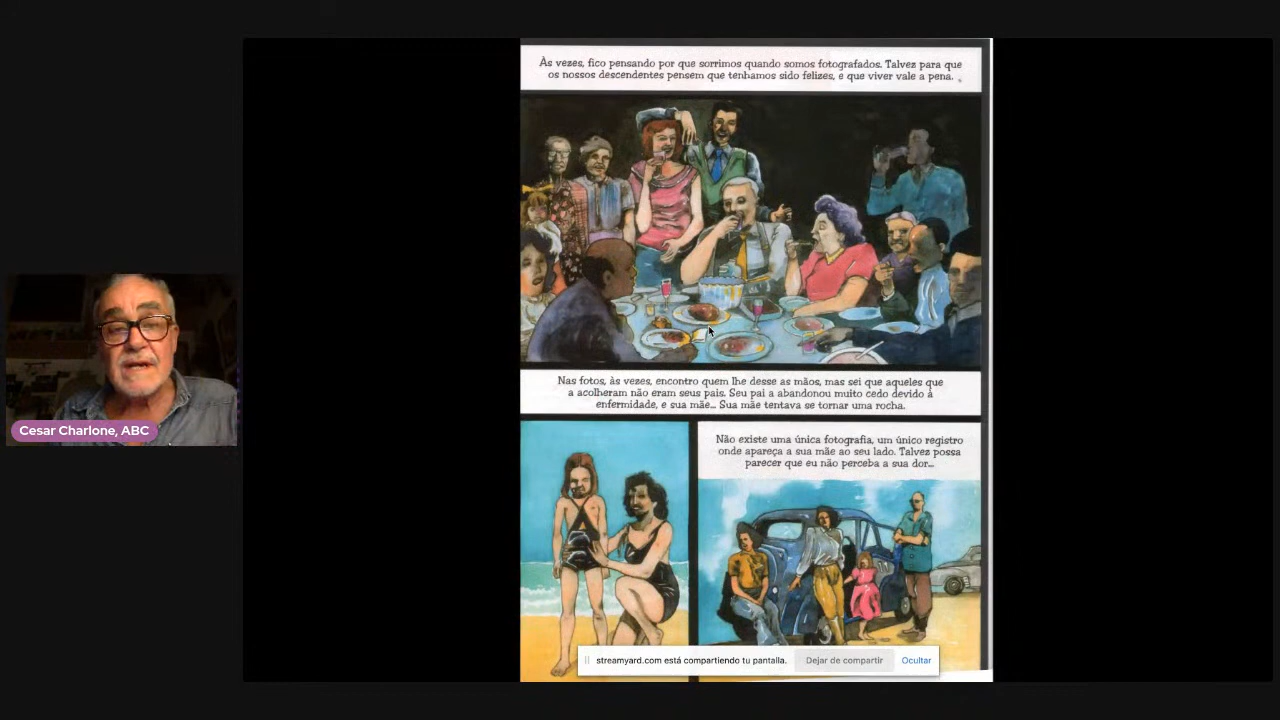 Às vezes, fico pensando por que sorrimos quando somos fotografados. Talvez para que
os nossos descendentes pensem que tenhamos sido felizes, e que viver vale a pena.
Nas fotos, às vezes, encontro quem lhe desse as mãos, mas sei que aqueles que
a acolheram não eram seus pais. Seu pai a abandonou muito cedo devido à
enfermidade, e sua mãe... Sua mãe tentava se tornar uma rocha.
Cesar Charlone, ABC
Não existe uma única fotografia, um único registro
onde apareça a sua mãe ao seu lado. Talvez possa
parecer que eu não perceba a sua dor...
streamyard.com está compartiendo tu pantalla.
Dejar de compartir
Ocultar